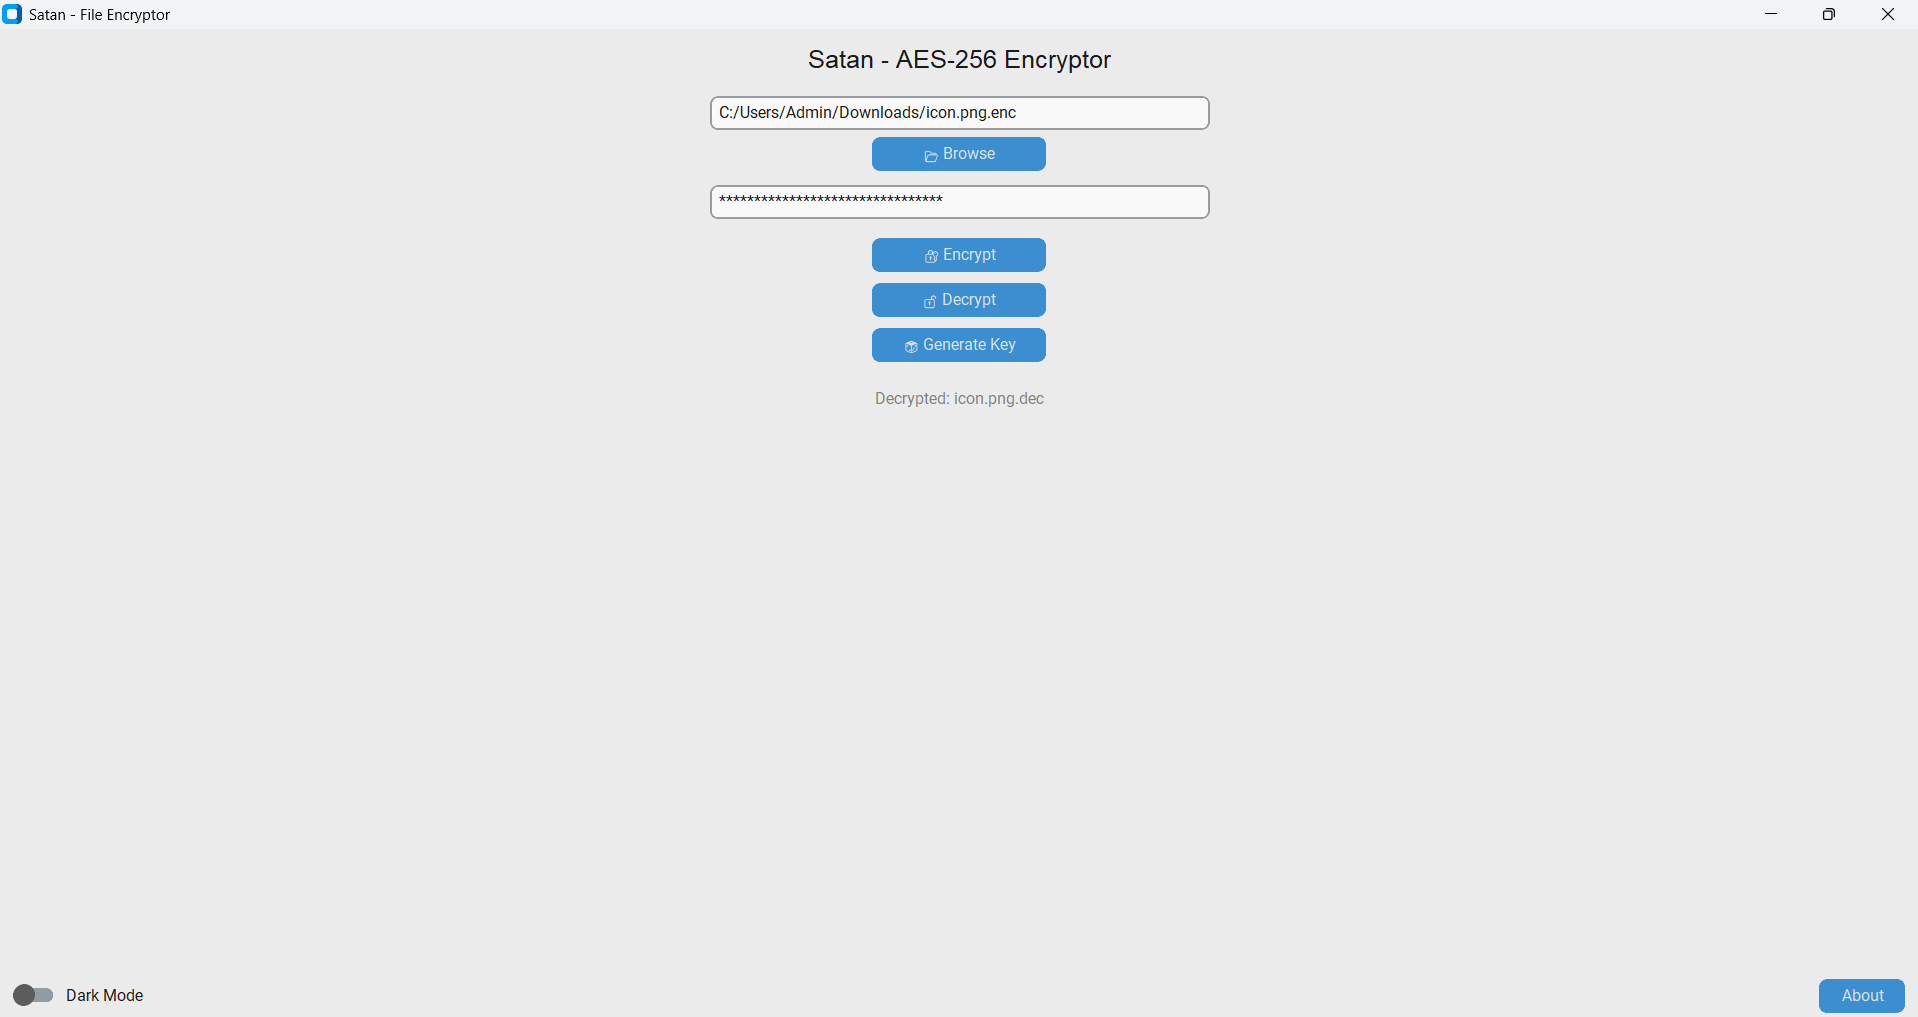 Satan - File Encryptor
Satan - AES-256 Encryptor
C:/Users/Admin/Downloads/icon.png.enc
Browse
********************************
Encrypt
Decrypt
Generate Key
Decrypted: icon.png.dec
Dark Mode
About